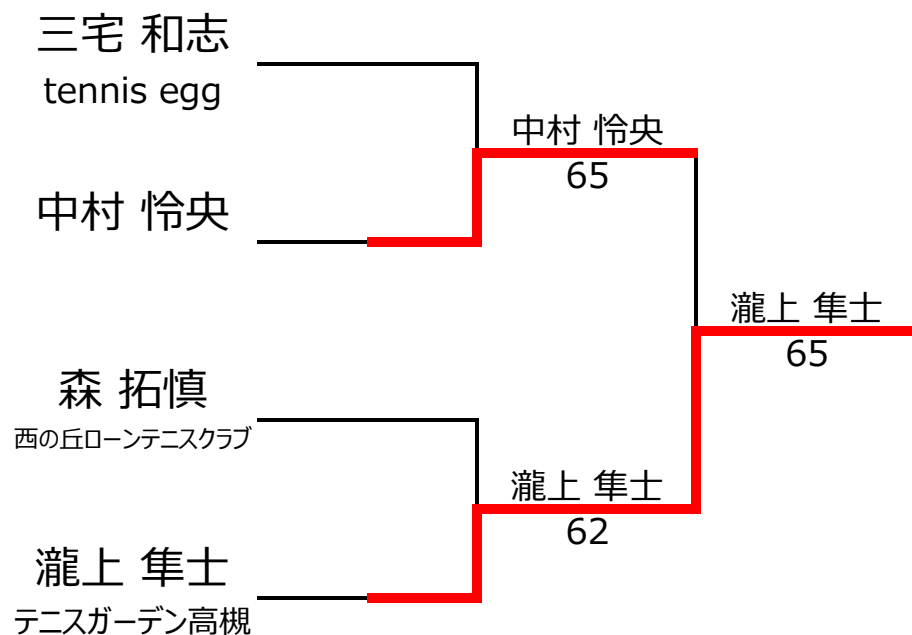 三宅 和志
tennis egg
中村 怜央
65
中村 怜央
瀧上 隼士
65
森 拓慎
西の丘ローンテニスクラブ
瀧上 隼士
62
瀧上 隼士
テニスガーデン高槻